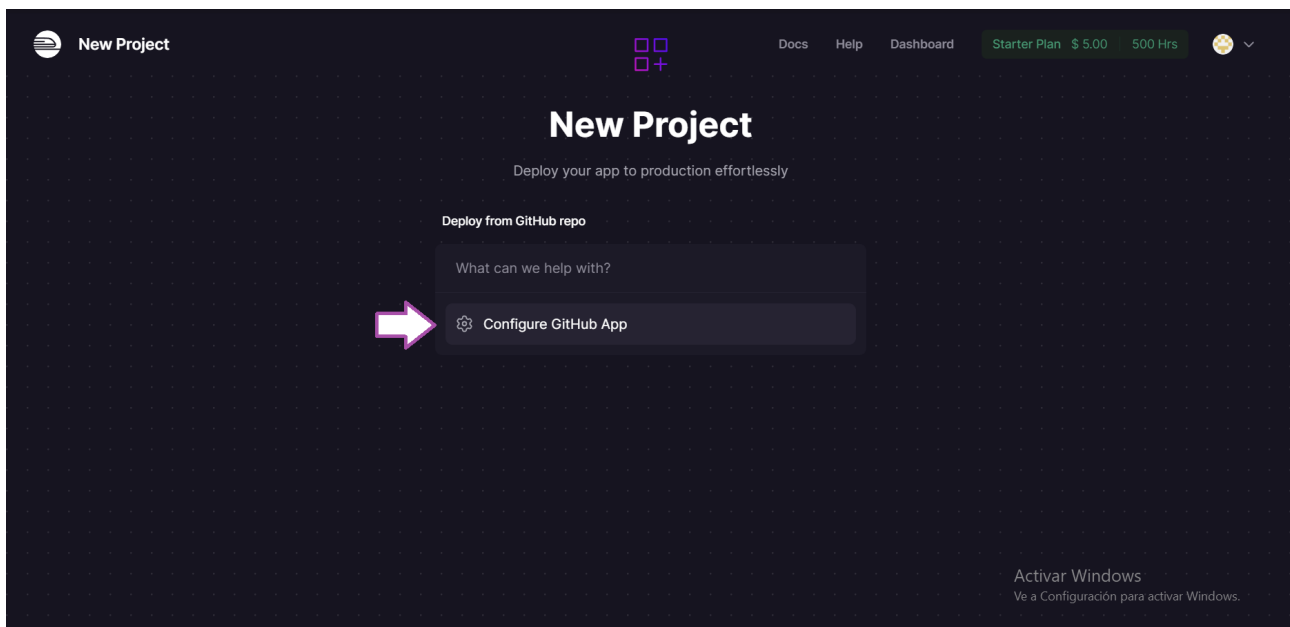 New Project
Docs Help Dashboard Starter Plan $ 5.00 500 Hrs
New Project
Deploy your app to production effortlessly
Deploy from GitHub repo
What can we help with?
Configure GitHub App
Activar Windows
Ve a Configuración para activar Windows.